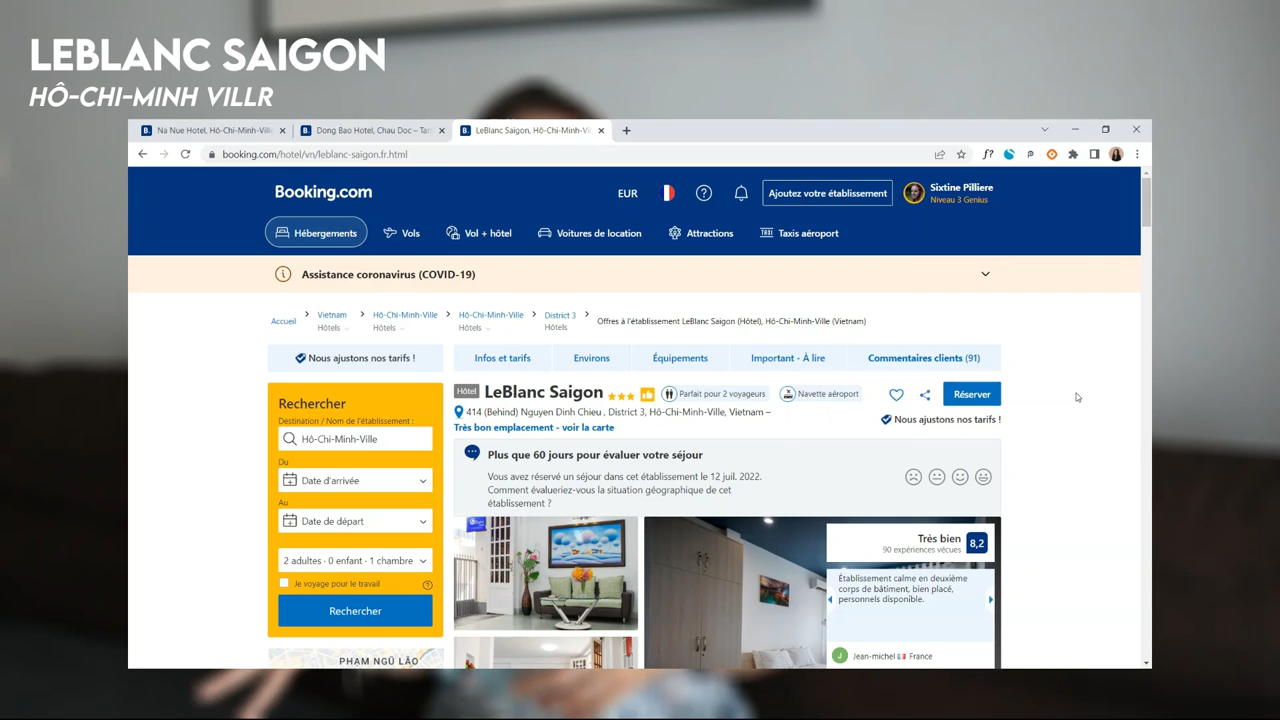 LEBLANC SAIGON
HÔ-CHI-MINH VILLR
Na Nue Hotel, Hô-Chi-Minh-Ville
Dong Bao Hotel, Chau Doc – Tar
LeBlanc Saigon, Hô-Chi-Minh-Vi
booking.com/hotel/vn/leblanc-saigon.fr.html
f?
Booking.com
EUR
Ajoutez votre établissement
Sixtine Pilliere
Niveau 3 Genius
Hébergements
Vols
Vol + hôtel
Voitures de location
Attractions
TAXI
Taxis aéroport
Assistance coronavirus (COVID-19)
Accueil
Vietnam
Hôtels
Hô-Chi-Minh-Ville
Hôtels
Hô-Chi-Minh-Ville
Hôtels
District 3
Hôtels
Offres à l'établissement LeBlanc Saigon (Hôtel), Hô-Chi-Minh-Ville (Vietnam)
Nous ajustons nos tarifs !
Infos et tarifs
Environs
Équipements
Important - À lire
Commentaires clients (91)
Hôtel
LeBlanc Saigon
Parfait pour 2 voyageurs
Navette aéroport
Réserver
414 (Behind) Nguyen Dinh Chieu , District 3, Hô-Chi-Minh-Ville, Vietnam –
Très bon emplacement - voir la carte
Nous ajustons nos tarifs !
Rechercher
Destination / Nom de l'établissement :
Hô-Chi-Minh-Ville
Du
Date d'arrivée
Au
Date de départ
2 adultes · 0 enfant · 1 chambre
Je voyage pour le travail
Rechercher
PHẠM NGŨ LÃO
Plus que 60 jours pour évaluer votre séjour
Vous avez réservé un séjour dans cet établissement le 12 juil. 2022.
Comment évalueriez-vous la situation géographique de cet
établissement ?
Très bien
90 expériences vécues
8,2
Établissement calme en deuxième
corps de bâtiment, bien placé,
personnels disponible.
J
Jean-michel
France